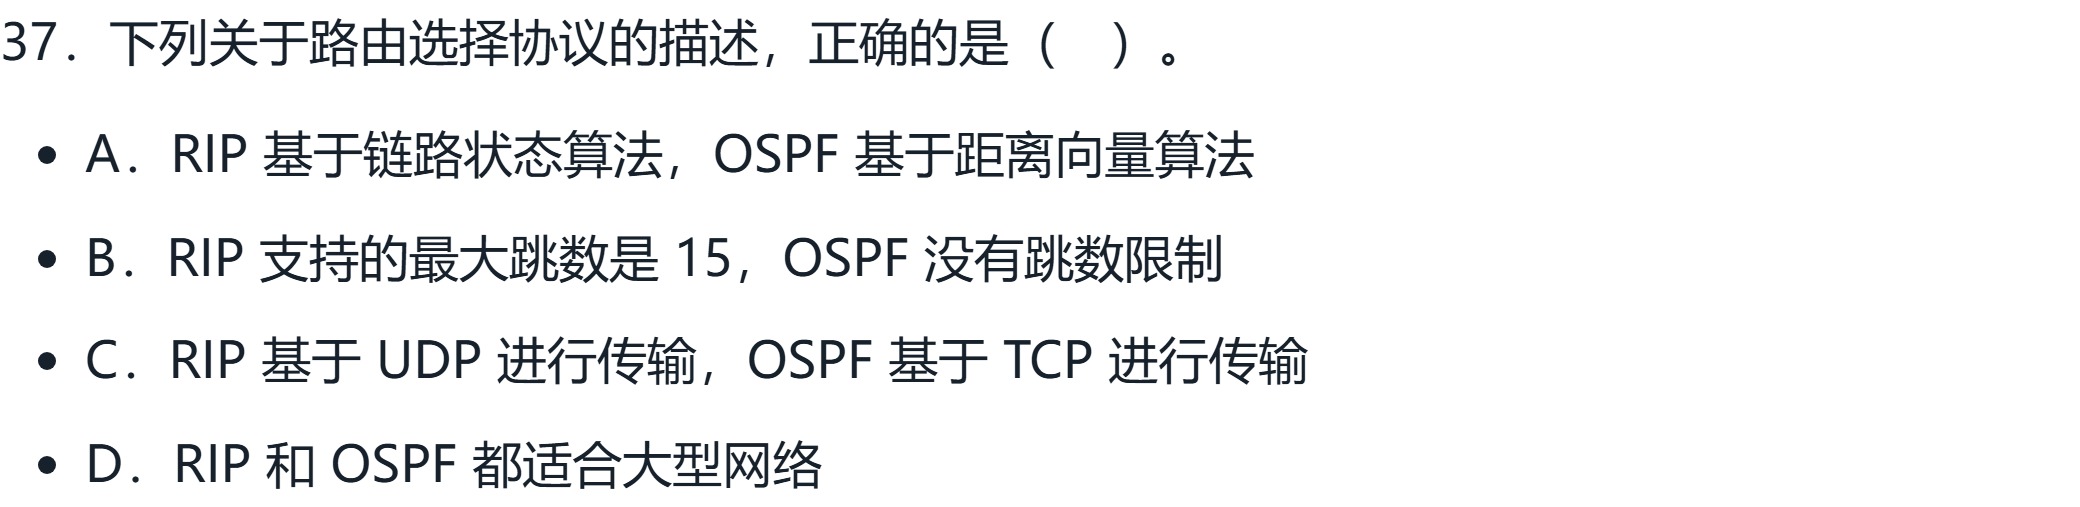 37．下列关于路由选择协议的描述，正确的是（　）。
• A．RIP 基于链路状态算法，OSPF 基于距离向量算法
• B．RIP 支持的最大跳数是 15，OSPF 没有跳数限制
• C．RIP 基于 UDP 进行传输，OSPF 基于 TCP 进行传输
• D．RIP 和 OSPF 都适合大型网络